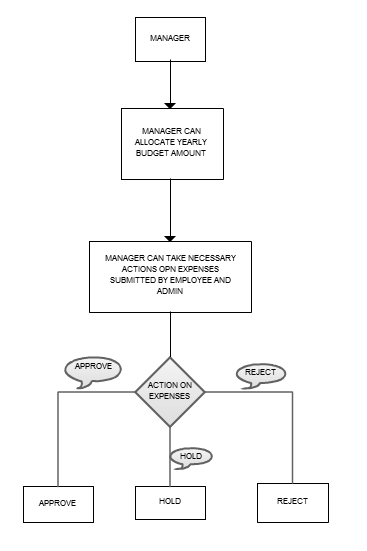 MANAGER
MANAGER CAN
ALLOCATE YEARLY
BUDGET AMOUNT
MANAGER CAN TAKE NECESSARY
ACTIONS OPN EXPENSES
SUBMITTED BY EMPLOYEE AND
ADMIN
APPROVE
REJECT
ACTION ON
EXPENSES
HOLD
APPROVE
HOLD
REJECT